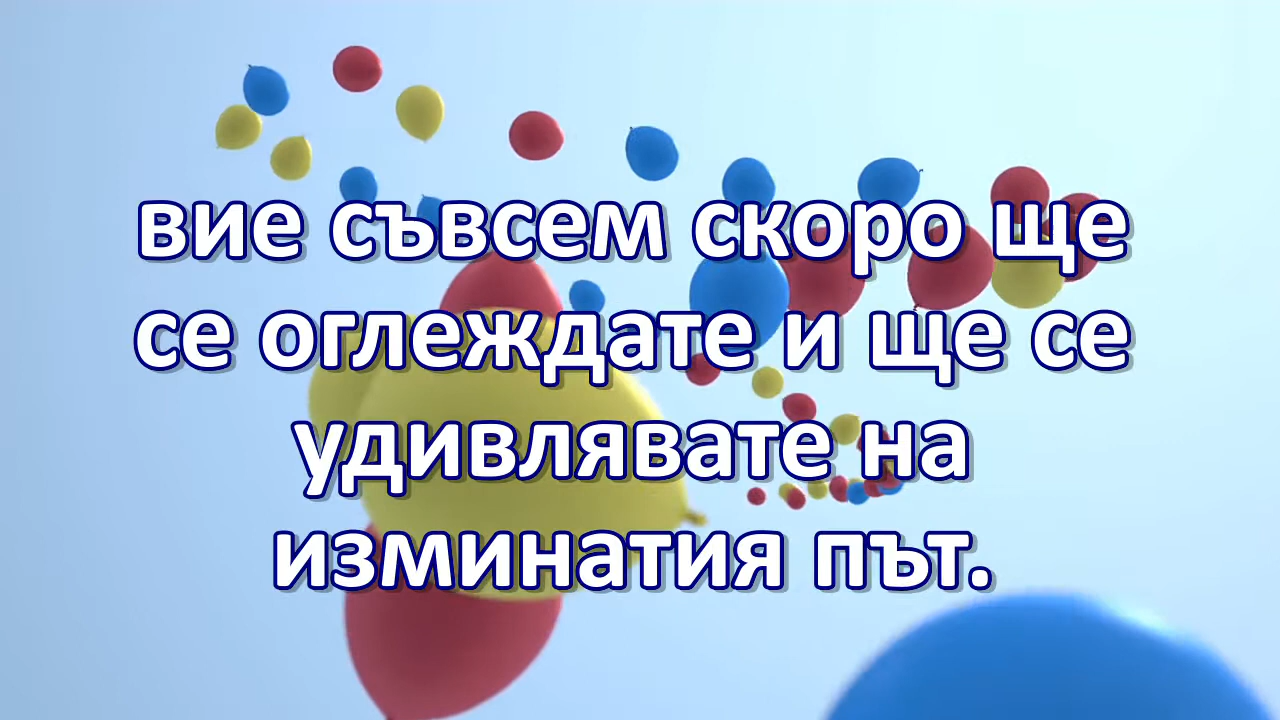 вие съвсем скоро ще
се оглеждате и ще се
удивлявате на
изминатия път.